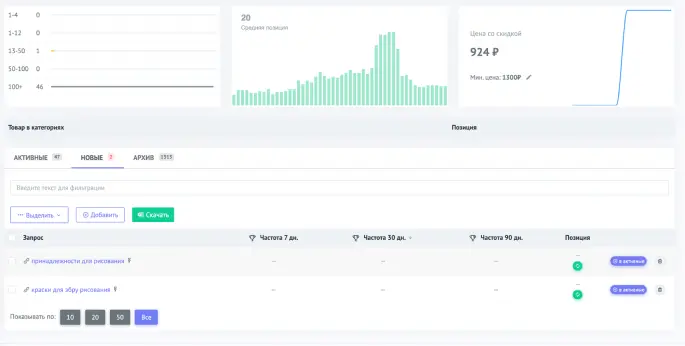 1-4 0
1-12 0
13-50 1
50-100 0
100+ 46
20
Средняя позиция
Цена со скидкой
924 ₽
Мин. цена: 1300₽
Товар в категориях Позиция
АКТИВНЫЕ 47 НОВЫЕ 2 АРХИВ 1313
Введите текст для фильтрации
Выделить Добавить Скачать
Запрос Частота 7 дн. Частота 30 дн. Частота 90 дн. Позиция
принадлежности для рисования -- -- -- -- в активные
краски для эбру рисования -- -- -- -- в активные
Показывать по: 10 20 50 Все